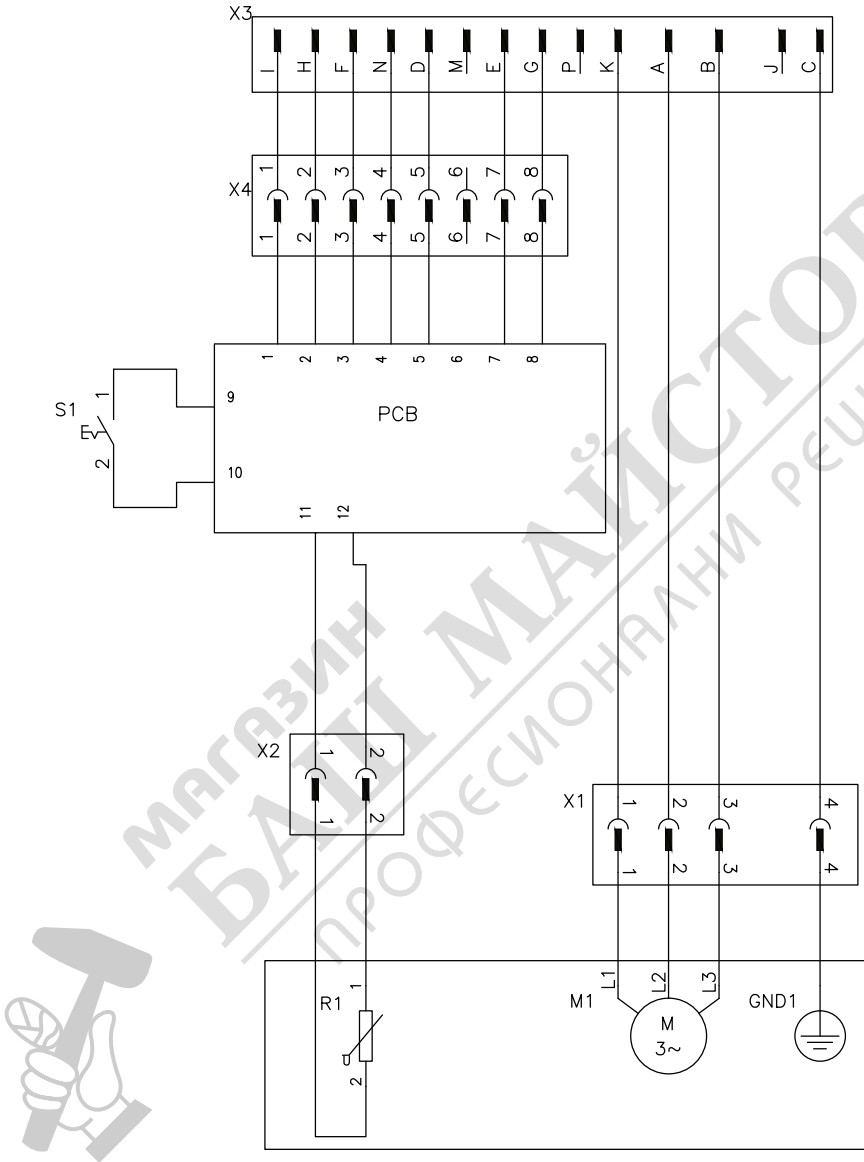 X3
I H F N D M E G P K A B J C
X4
1 2 3 4 5 6 7 8
1 2 3 4 5 6 7 8
1 2 3 4 5 6 7 8
S1
1
2
9
10
PCB
11 12
X2
1 2
1 2
X1
1 2 3 4
1 2 3 4
R1
1
2
M1
L1 L2 L3
M
3~
GND1
МАГАЗИН
БАШ МАЙСТОР
ПРОФЕСИОНАЛНИ